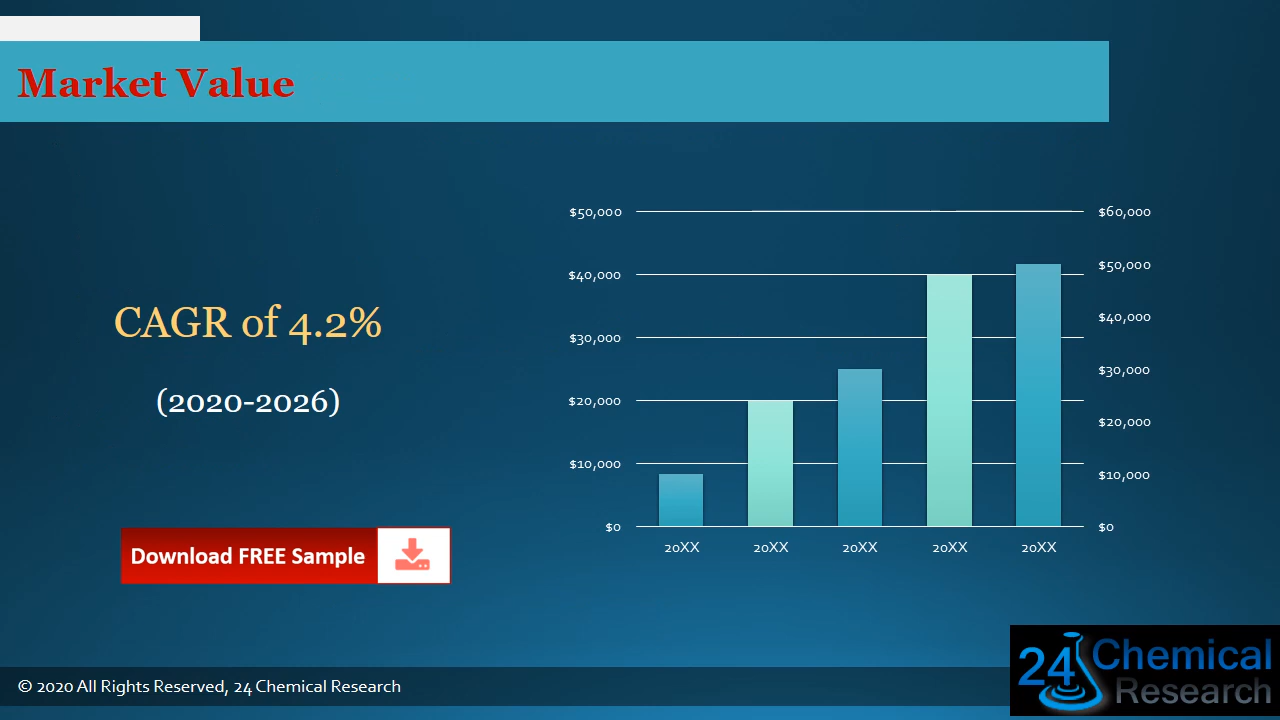 Market Value
CAGR of 4.2%
(2020-2026)
Download FREE Sample
$50,000
$40,000
$30,000
$20,000
$10,000
$0
$60,000
$50,000
$40,000
$30,000
$20,000
$10,000
$0
20XX 20XX 20XX 20XX 20XX
© 2020 All Rights Reserved, 24 Chemical Research
24 Chemical
Research